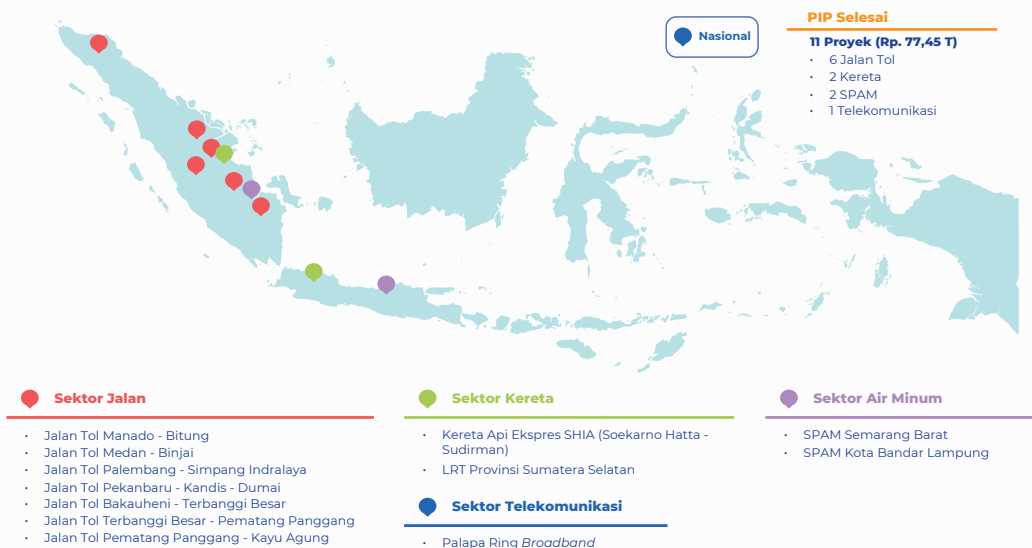 Nasional
PIP Selesai
11 Proyek (Rp. 77,45 T)
• 6 Jalan Tol
• 2 Kereta
• 2 SPAM
• 1 Telekomunikasi
Sektor Jalan
• Jalan Tol Manado - Bitung
• Jalan Tol Medan - Binjai
• Jalan Tol Palembang - Simpang Indralaya
• Jalan Tol Pekanbaru - Kandis - Dumai
• Jalan Tol Bakauheni - Terbanggi Besar
• Jalan Tol Terbanggi Besar - Pematang Panggang
• Jalan Tol Pematang Panggang - Kayu Agung
Sektor Kereta
• Kereta Api Ekspres SHIA (Soekarno Hatta -
Sudirman)
• LRT Provinsi Sumatera Selatan
Sektor Telekomunikasi
• Palapa Ring Broadband
Sektor Air Minum
• SPAM Semarang Barat
• SPAM Kota Bandar Lampung